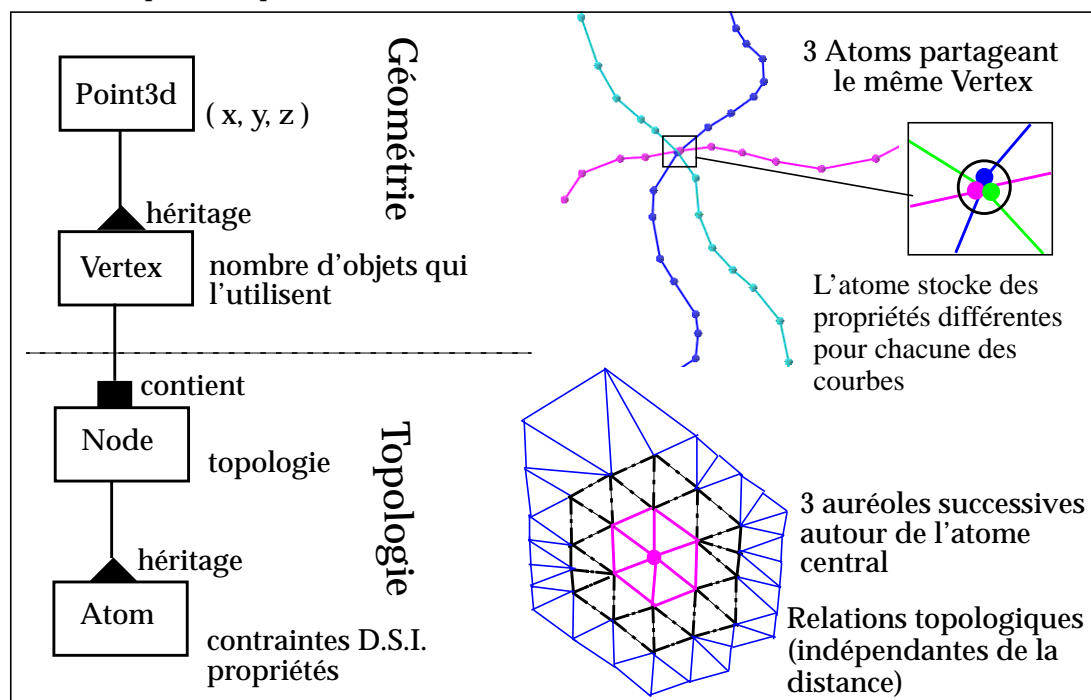 Point3d
( x, y, z )
héritage
Vertex
nombre d'objets qui
l'utilisent
Géométrie
contient
Node
topologie
héritage
Atom
contraintes D.S.I.
propriétés
Topologie
3 Atoms partageant
le même Vertex
L'atome stocke des
propriétés différentes
pour chacune des
courbes
3 auréoles successives
autour de l'atome
central
Relations topologiques
(indépendantes de la
distance)